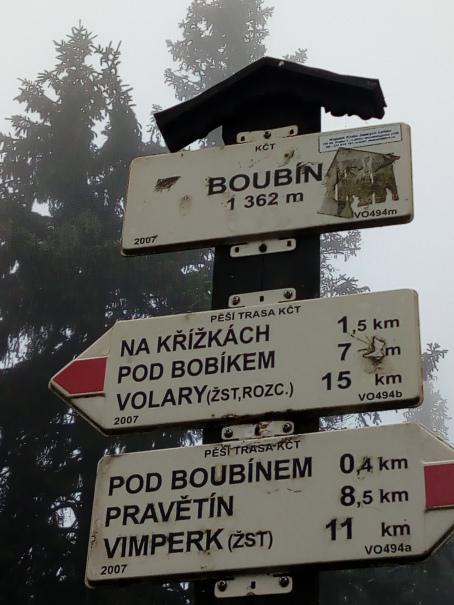 KČT
BOUBÍN
1 362 m
2007
VO494m
PĚŠÍ TRASA KČT
NA KŘÍŽKÁCH 1,5 km
POD BOBÍKEM 7 m
VOLARY (ŽST,ROZC.) 15 km
2007 VO494b
PĚŠÍ TRASA KČT
POD BOUBÍNEM 0,4 km
PRAVĚTÍN 8,5 km
VIMPERK (ŽST) 11 km
2007 VO494a